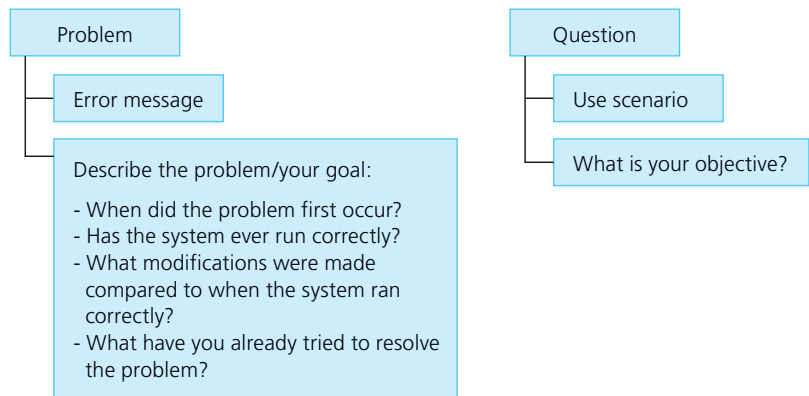 Problem
Error message
Describe the problem/your goal:
- When did the problem first occur?
- Has the system ever run correctly?
- What modifications were made
compared to when the system ran
correctly?
- What have you already tried to resolve
the problem?
Question
Use scenario
What is your objective?